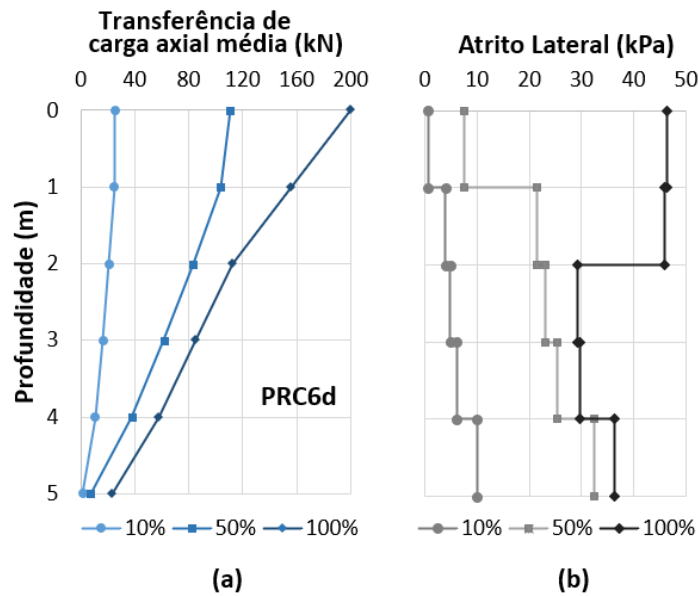 Transferência de
carga axial média (kN)
0 40 80 120 160 200
0
1
2
3
4
5
Profundidade (m)
PRC6d
10% 50% 100%
(a)
Atrito Lateral (kPa)
0 10 20 30 40 50
10% 50% 100%
(b)